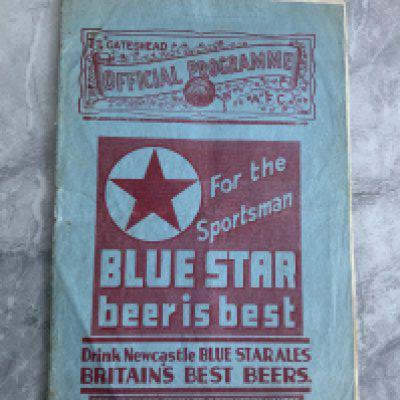 GATESHEAD
OFFICIAL PROGRAMME
A.F.C.
For the
Sportsman
BLUE STAR
beer is best
Drink Newcastle BLUE STAR ALES
BRITAIN'S BEST BEERS.